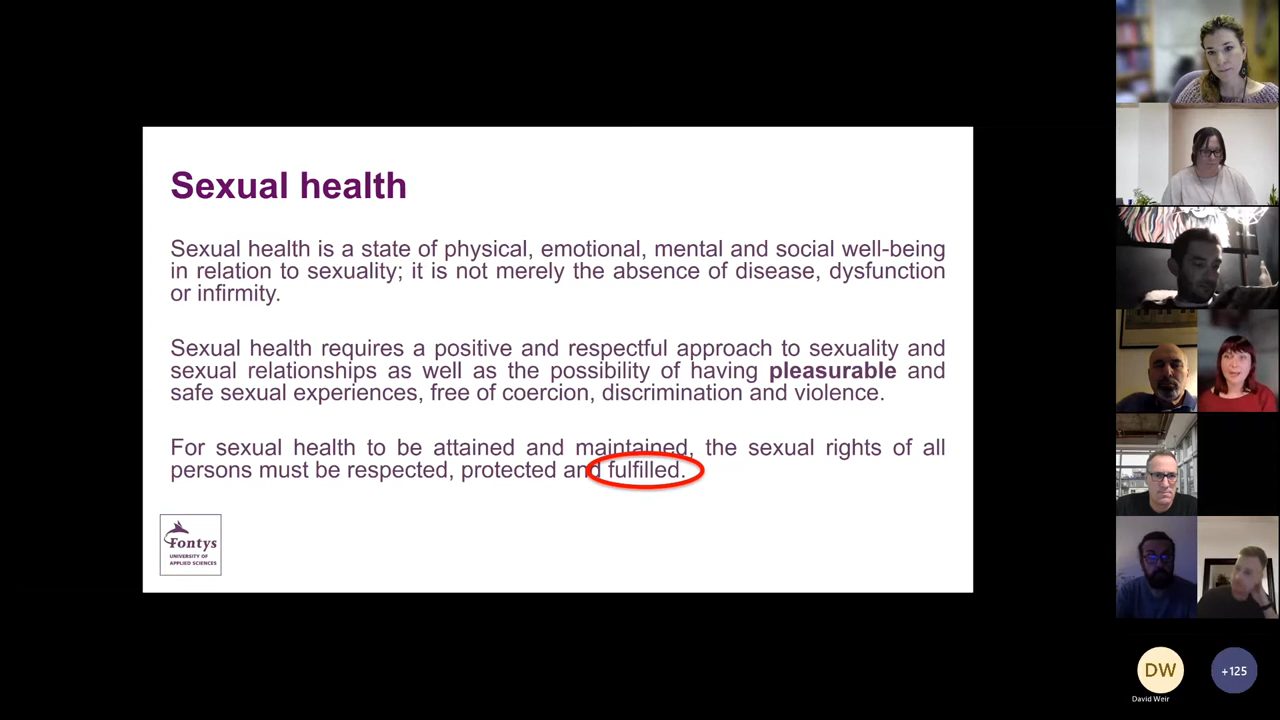 Sexual health
Sexual health is a state of physical, emotional, mental and social well-being
in relation to sexuality; it is not merely the absence of disease, dysfunction
or infirmity.
Sexual health requires a positive and respectful approach to sexuality and
sexual relationships as well as the possibility of having pleasurable and
safe sexual experiences, free of coercion, discrimination and violence.
For sexual health to be attained and maintained, the sexual rights of all
persons must be respected, protected and fulfilled.
Fontys
UNIVERSITY OF
APPLIED SCIENCES
DW
+125
David Weir